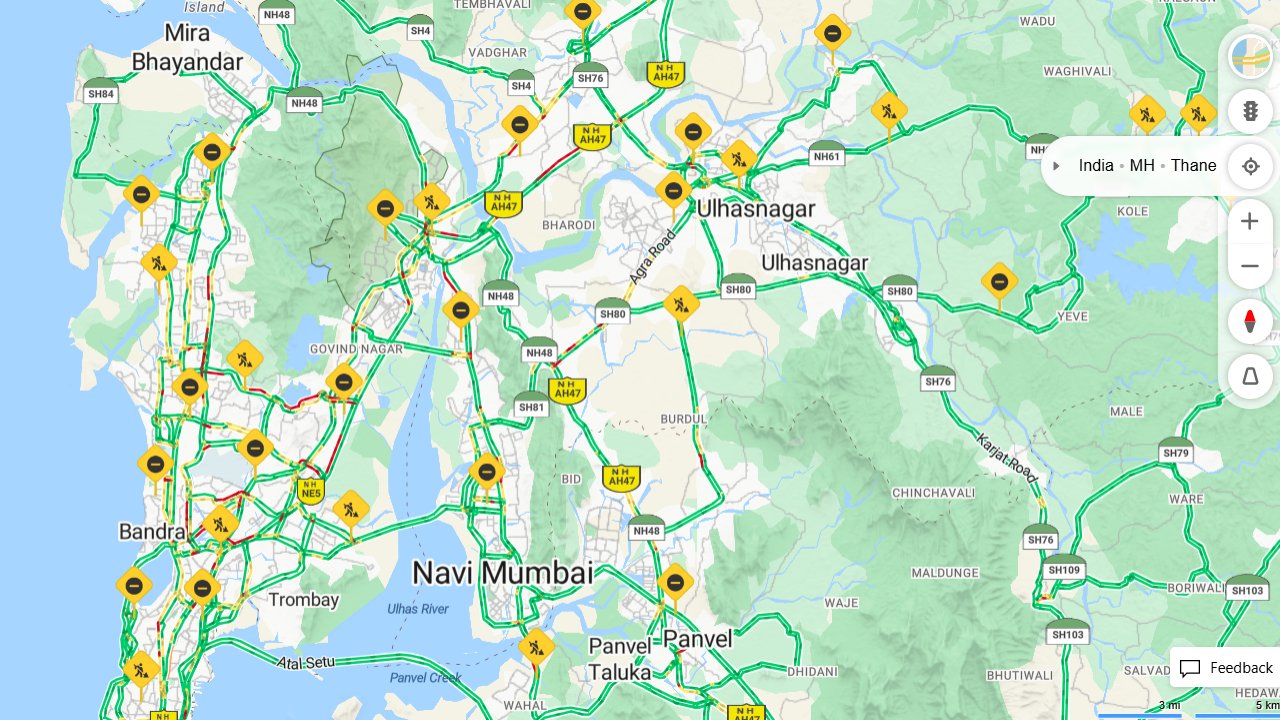 Island
TEMBHAVALI
NH48
SH4
WADU
Mira
Bhayandar
VADGHAR
WAGHIVALI
SH84
NH48
SH4
SH76
NH
AH47
NH
AH47
NH61
India • MH • Thane
NH
AH47
BHARODI
Ulhasnagar
KOLE
Agra Road
Ulhasnagar
NH48
SH80
SH80
SH80
YEVE
GOVIND NAGAR
NH48
SH76
NH
AH47
SH81
BURDUL
MALE
Karjat Road
SH79
NH
NE5
BID
NH
AH47
CHINCHAVALI
WARE
Bandra
NH48
SH76
Navi Mumbai
MALDUNGE
SH109
BORIWALI
SH103
Trombay
Ulhas River
WAJE
SH103
Panvel
Taluka
Panvel
Atal Setu
Panvel Creek
DHIDANI
BHUTIWALI
SALVAD
Feedback
HEDAW
WAHAL
NH
AH47
NH
3 mi
5 km